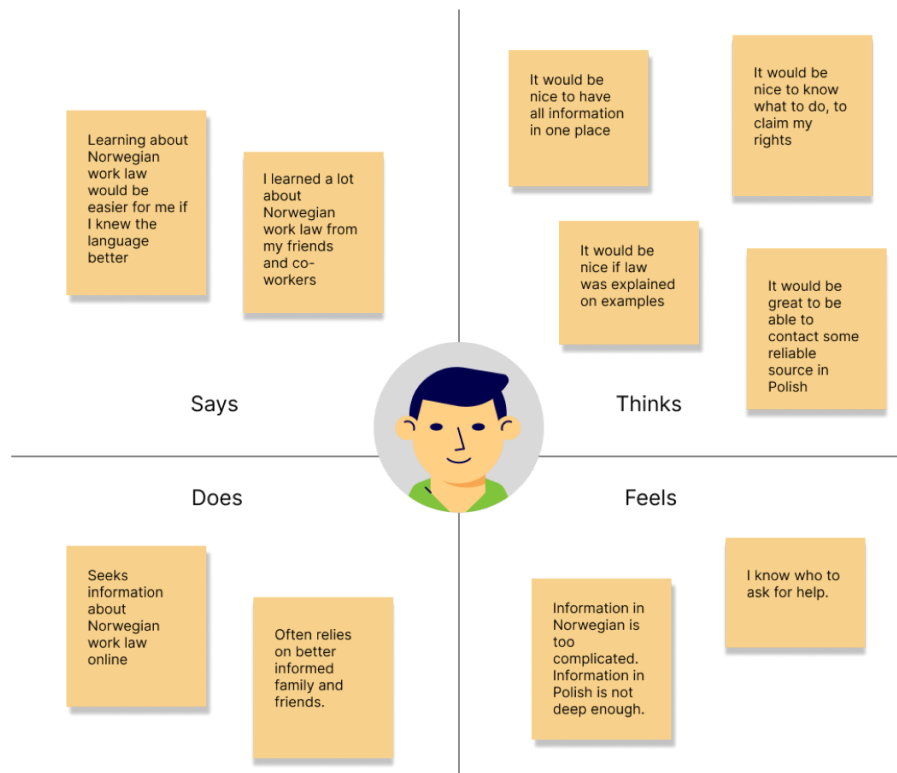 Learning about
Norwegian
work law
would be
easier for me if
I knew the
language
better
I learned a lot
about
Norwegian
work law from
my friends
and co-
workers
Says
It would be
nice to have
all information
in one place
It would be
nice to know
what to do, to
claim my
rights
It would be
nice if law
was explained
on examples
It would be
great to be
able to
contact some
reliable
source in
Polish
Thinks
Does
Seeks
information
about
Norwegian
work law
online
Often relies
on better
informed
family and
friends.
Feels
Information in
Norwegian is
too
complicated.
Information in
Polish is not
deep enough.
I know who to
ask for help.